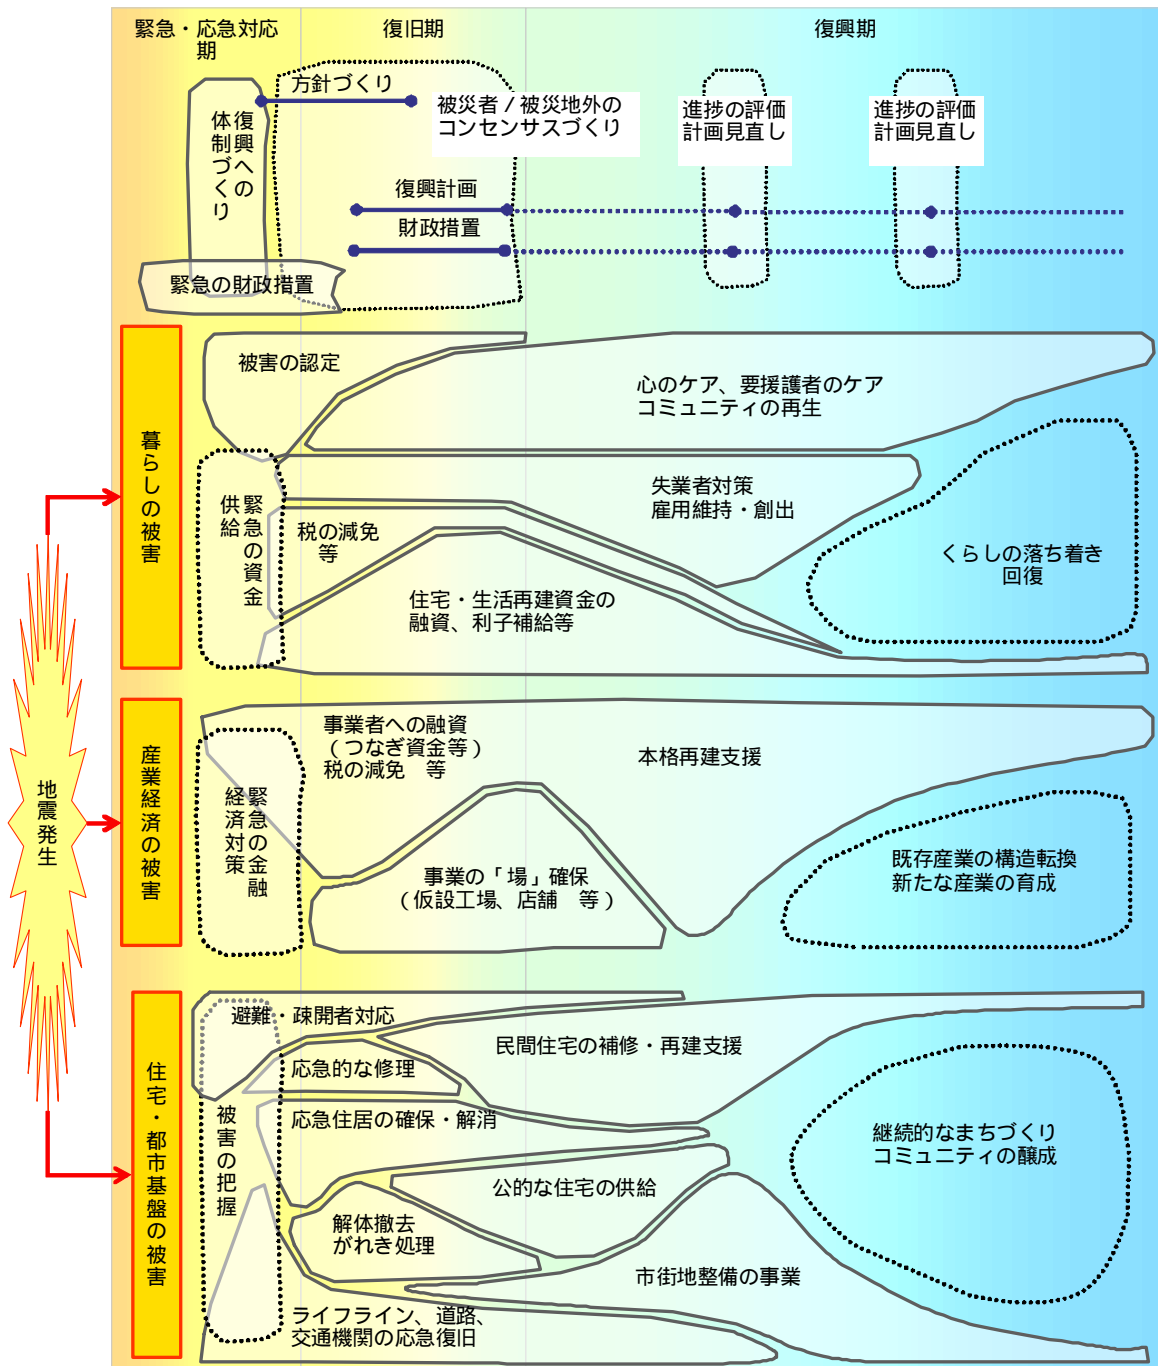 緊急・応急対応
期
復旧期
復興期
方針づくり
復興への
体制づくり
被災者/被災地外の
コンセンサスづくり
進捗の評価
計画見直し
進捗の評価
計画見直し
復興計画
財政措置
緊急の財政措置
地震発生
暮らしの被害
被害の認定
心のケア、要援護者のケア
コミュニティの再生
緊急の資金
供給
失業者対策
雇用維持・創出
税の減免
等
住宅・生活再建資金の
融資、利子補給等
くらしの落ち着き
回復
産業経済の被害
事業者への融資
(つなぎ資金等)
税の減免 等
本格再建支援
緊急の金融
経済対策
事業の「場」確保
(仮設工場、店舗 等)
既存産業の構造転換
新たな産業の育成
住宅・都市基盤の被害
避難・疎開者対応
民間住宅の補修・再建支援
応急的な修理
応急住居の確保・解消
被害の把握
公的な住宅の供給
継続的なまちづくり
コミュニティの醸成
解体撤去
がれき処理
市街地整備の事業
ライフライン、道路、
交通機関の応急復旧